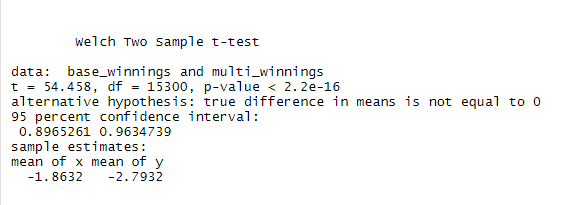 Welch Two Sample t-test
data:  base_winnings and multi_winnings
t = 54.458, df = 15300, p-value < 2.2e-16
alternative hypothesis: true difference in means is not equal to 0
95 percent confidence interval:
0.8965261 0.9634739
sample estimates:
mean of x mean of y
-1.8632   -2.7932